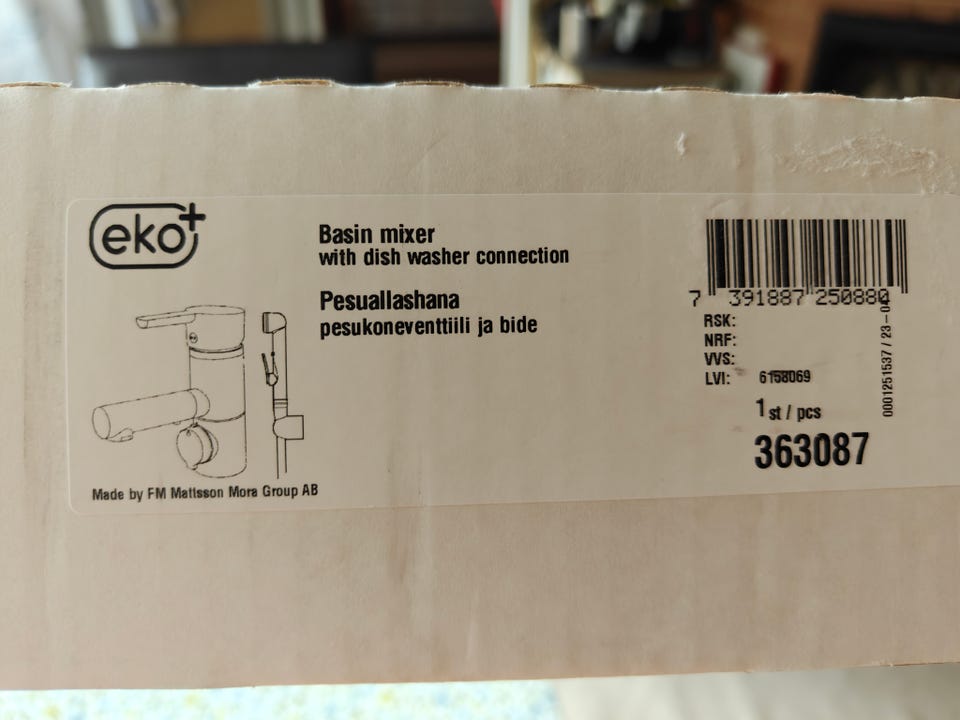 eko+
Basin mixer
with dish washer connection
Pesuallashana
pesukoneventtiili ja bide
Made by FM Mattsson Mora Group AB
7 391887 250880
RSK:
NRF:
VVS:
LVI: 6158069
1 st / pcs
363087
0001251537 / 23-04